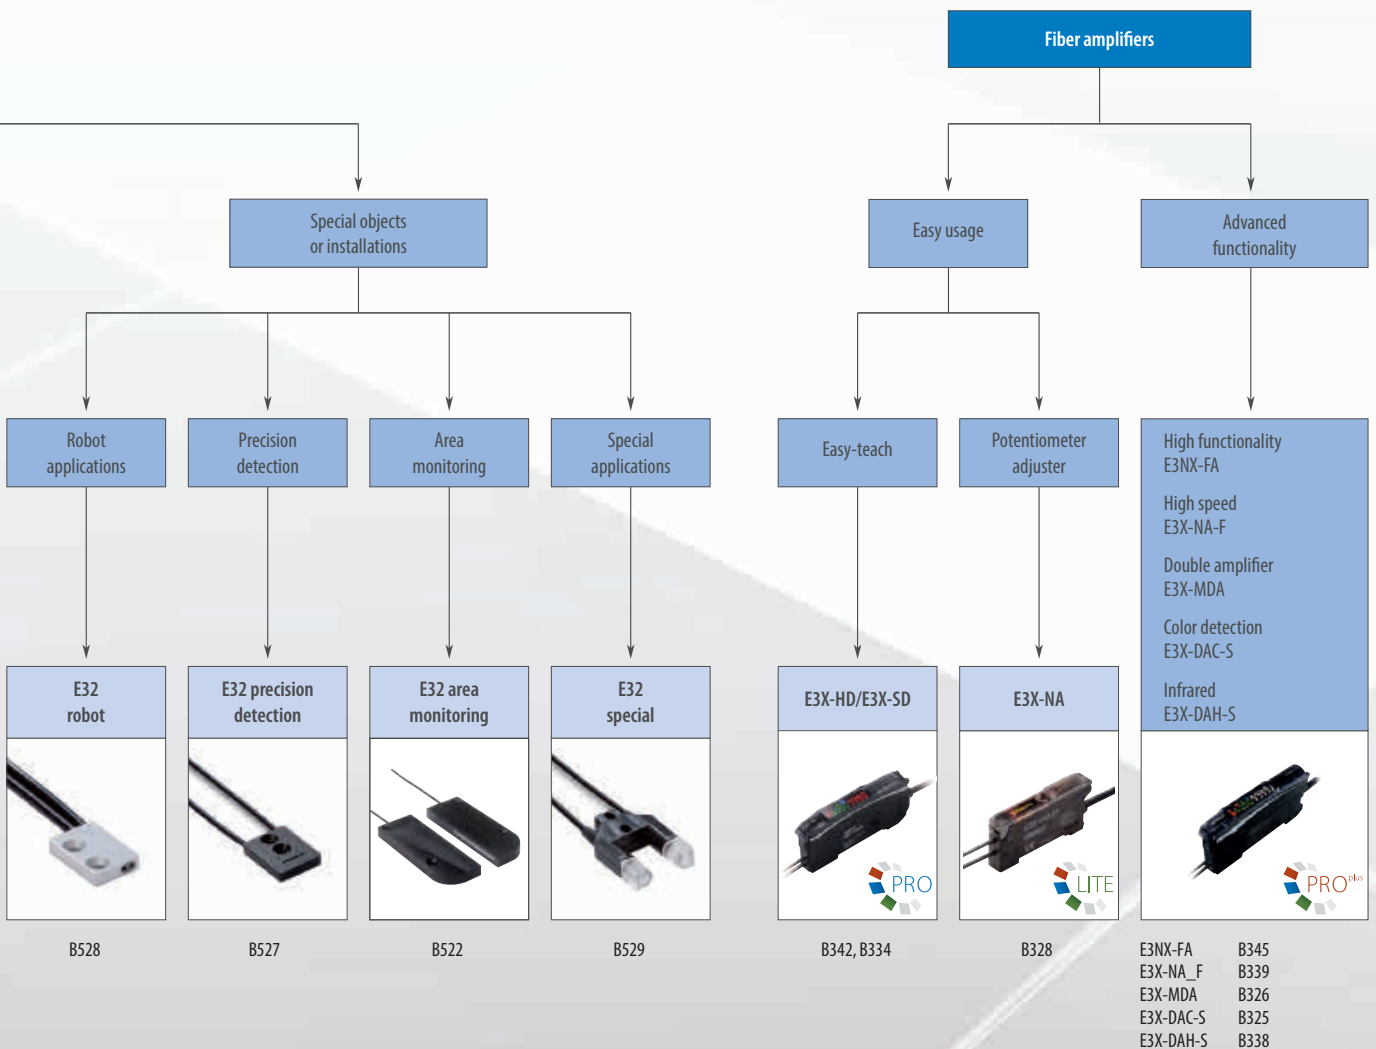 Fiber amplifiers
Special objects
or installations
Easy usage
Advanced
functionality
Robot
applications
Precision
detection
Area
monitoring
Special
applications
Easy-teach
Potentiometer
adjuster
High functionality
E3NX-FA
High speed
E3X-NA-F
Double amplifier
E3X-MDA
Color detection
E3X-DAC-S
Infrared
E3X-DAH-S
E32
robot
E32 precision
detection
E32 area
monitoring
E32
special
E3X-HD/E3X-SD
E3X-NA
PRO
LITE
PRO plus
B528
B527
B522
B529
B342, B334
B328
E3NX-FA B345
E3X-NA_F B339
E3X-MDA B326
E3X-DAC-S B325
E3X-DAH-S B338